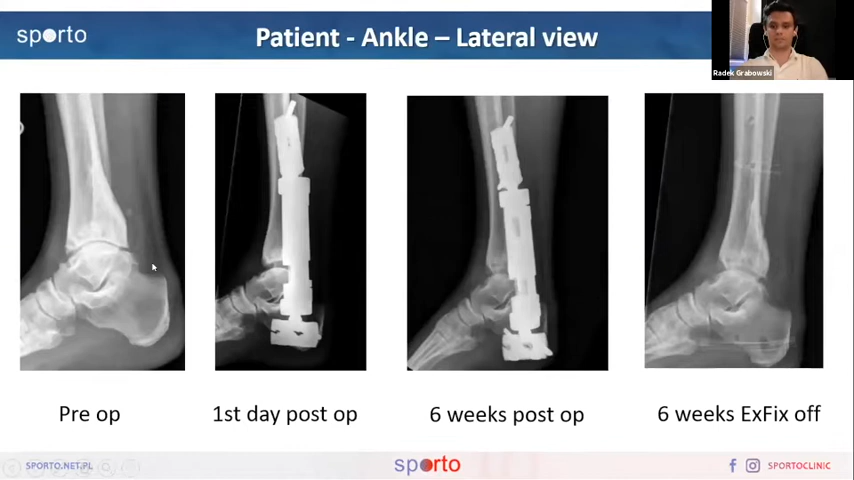 sporto
Patient - Ankle – Lateral view
Radek Grabowski
Pre op
1st day post op
6 weeks post op
6 weeks ExFix off
SPORTO.NET.PL
sporto
SPORTOCLINIC